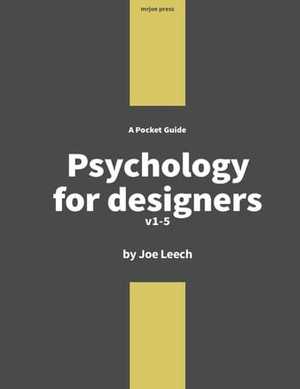 mrjoe press
A Pocket Guide
Psychology
for designers
v1-5
by Joe Leech